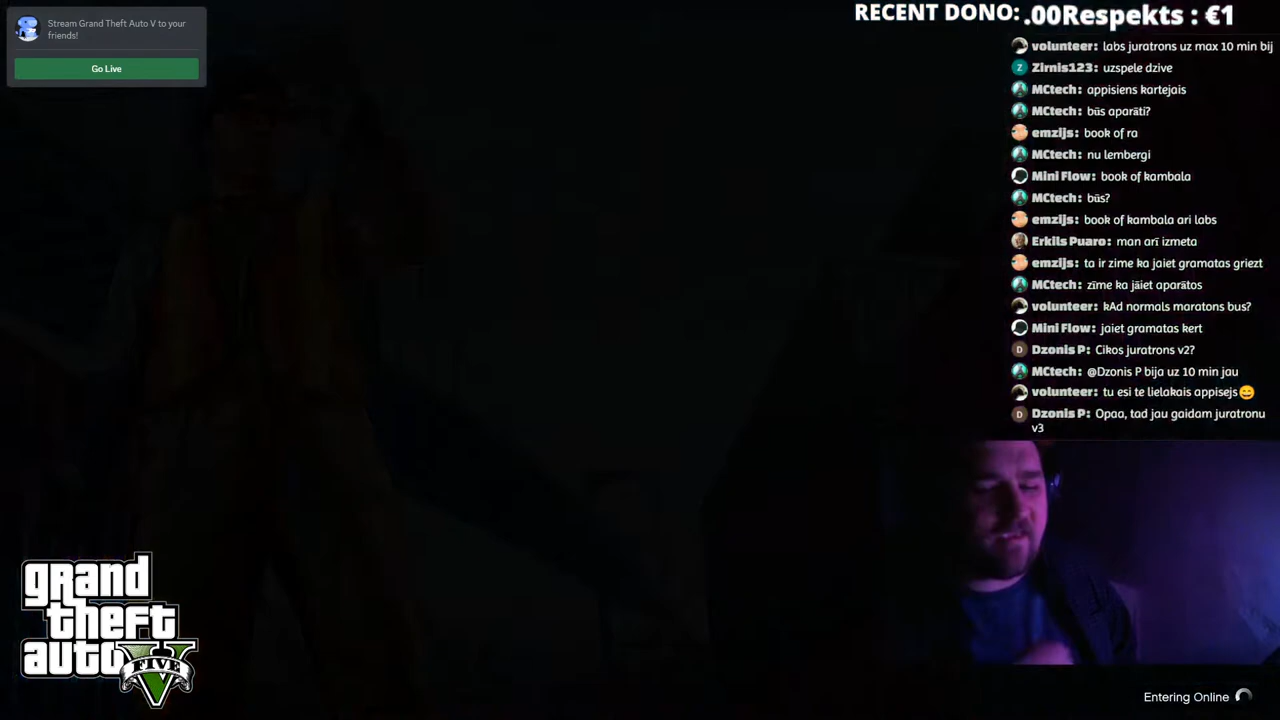 Stream Grand Theft Auto V to your
friends!
Go Live
RECENT DONO: .00Respekts : €1
volunteer: labs juratrons uz max 10 min bij
Zirnis123: uzspele dzive
MCtech: appisiens kartejais
MCtech: būs aparāti?
emzijs: book of ra
MCtech: nu lembergi
Mini Flow: book of kambala
MCtech: būs?
emzijs: book of kambala ari labs
Erkils Puaro: man arī izmeta
emzijs: ta ir zime ka jaiet gramatas griezt
MCtech: zīme ka jāiet aparātos
volunteer: kAd normals maratons bus?
Mini Flow: jaiet gramatas kert
Dzonis P: Cikos juratrons v2?
MCtech: @Dzonis P bija uz 10 min jau
volunteer: tu esi te lielakais appisejs😄
Dzonis P: Opaa, tad jau gaidam juratronu
v3
grand
theft
auto V
FIVE
Entering Online